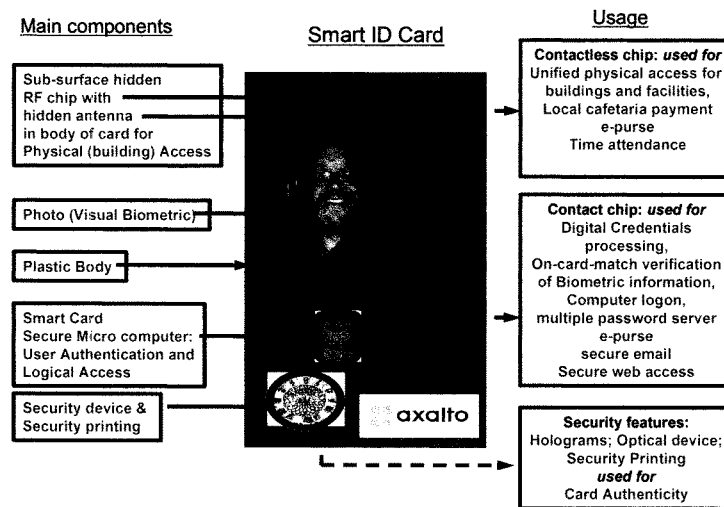 Main components
Smart ID Card
Usage
Sub-surface hidden
RF chip with
hidden antenna
in body of card for
Physical (building) Access
Photo (Visual Biometric)
Plastic Body
Smart Card
Secure Micro computer:
User Authentication and
Logical Access
Security device &
Security printing
axalto
Contactless chip: used for
Unified physical access for
buildings and facilities,
Local cafetaria payment
e-purse
Time attendance
Contact chip: used for
Digital Credentials
processing,
On-card-match verification
of Biometric information,
Computer logon,
multiple password server
e-purse
secure email
Secure web access
Security features:
Holograms; Optical device;
Security Printing
used for
Card Authenticity